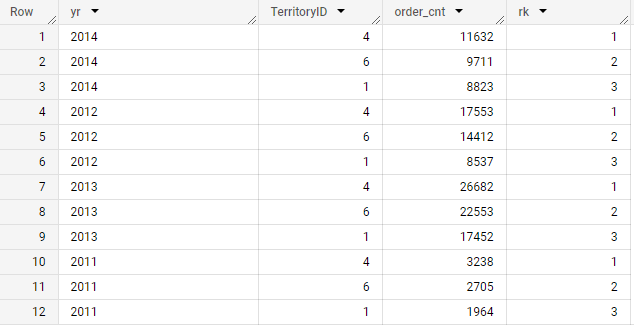 Row yr TerritoryID order_cnt rk
1 2014 4 11632 1
2 2014 6 9711 2
3 2014 1 8823 3
4 2012 4 17553 1
5 2012 6 14412 2
6 2012 1 8537 3
7 2013 4 26682 1
8 2013 6 22553 2
9 2013 1 17452 3
10 2011 4 3238 1
11 2011 6 2705 2
12 2011 1 1964 3